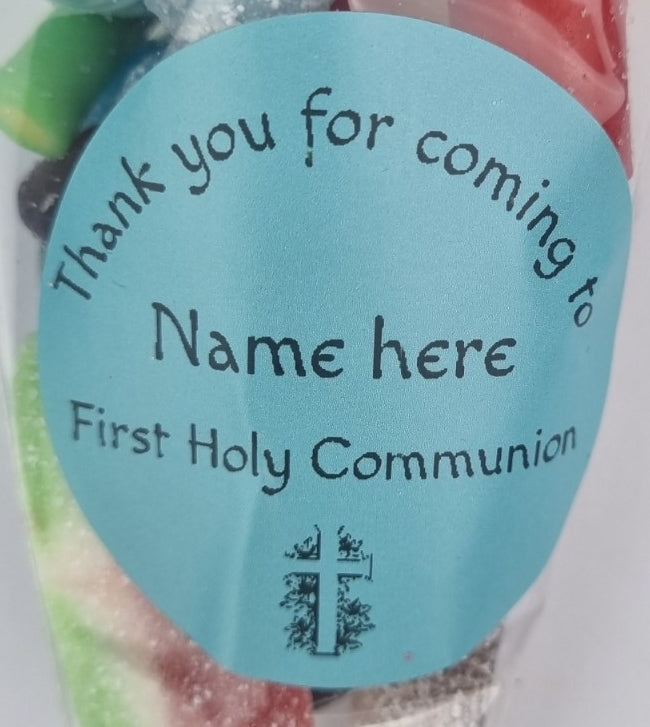 Thank you for coming to
Name here
First Holy Communion